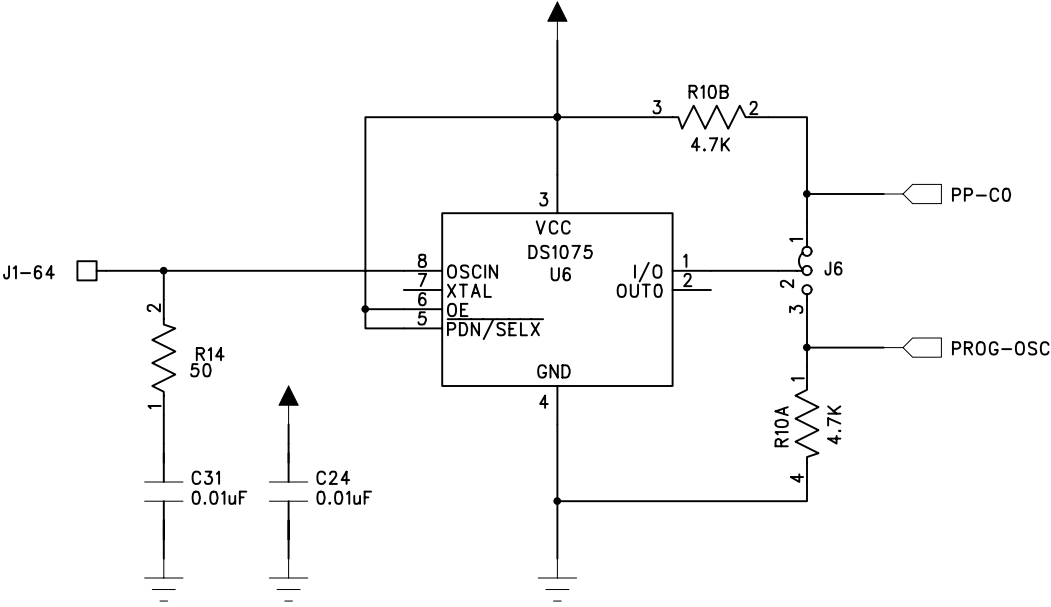 R10B
3 2
4.7K
PP-C0
3
VCC
DS1075
U6
1
J6
2
3
J1-64
8 OSCIN
7 XTAL
6 OE
5 PDN/SELX
I/O 1
OUT0 2
GND
4
PROG-OSC
2
R14
50
1
1
R10A
4.7K
4
C31
0.01uF
C24
0.01uF